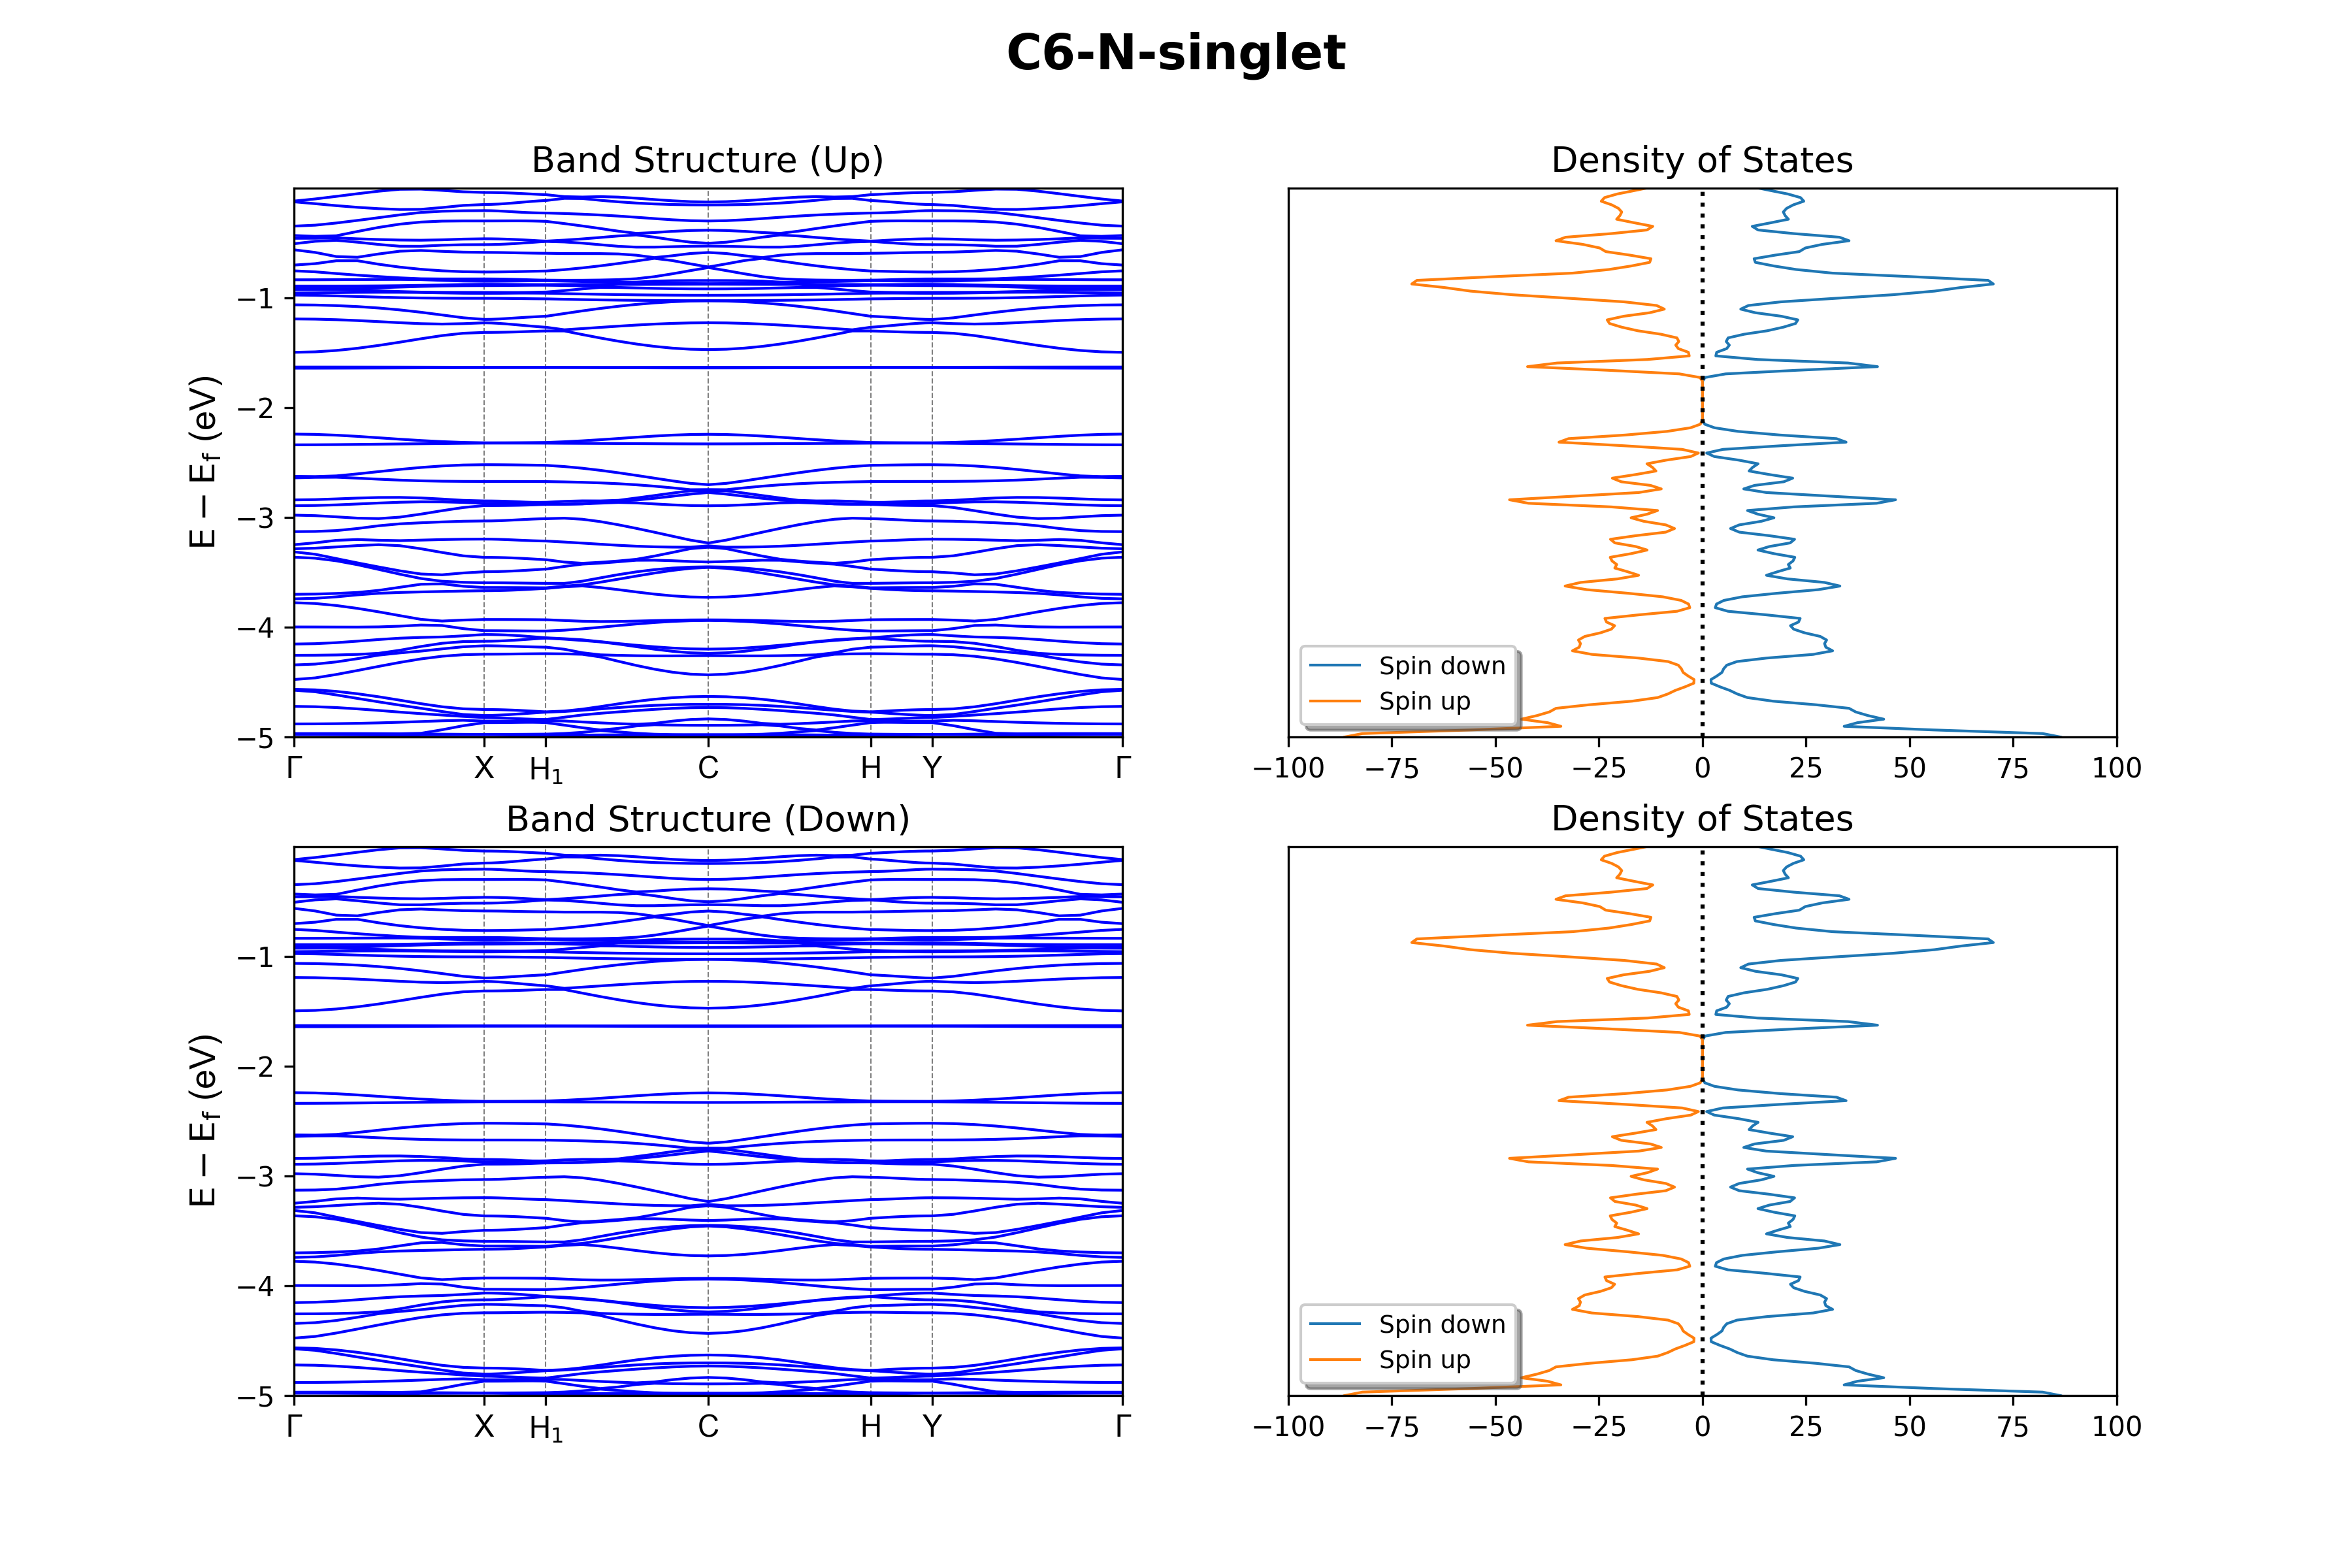 C6-N-singlet
Band Structure (Up)
Density of States
E − E_f (eV)
−1
−2
−3
−4
−5
Γ X H₁ C H Y Γ
Spin down
Spin up
−100 −75 −50 −25 0 25 50 75 100
Band Structure (Down)
Density of States
E − E_f (eV)
−1
−2
−3
−4
−5
Γ X H₁ C H Y Γ
Spin down
Spin up
−100 −75 −50 −25 0 25 50 75 100